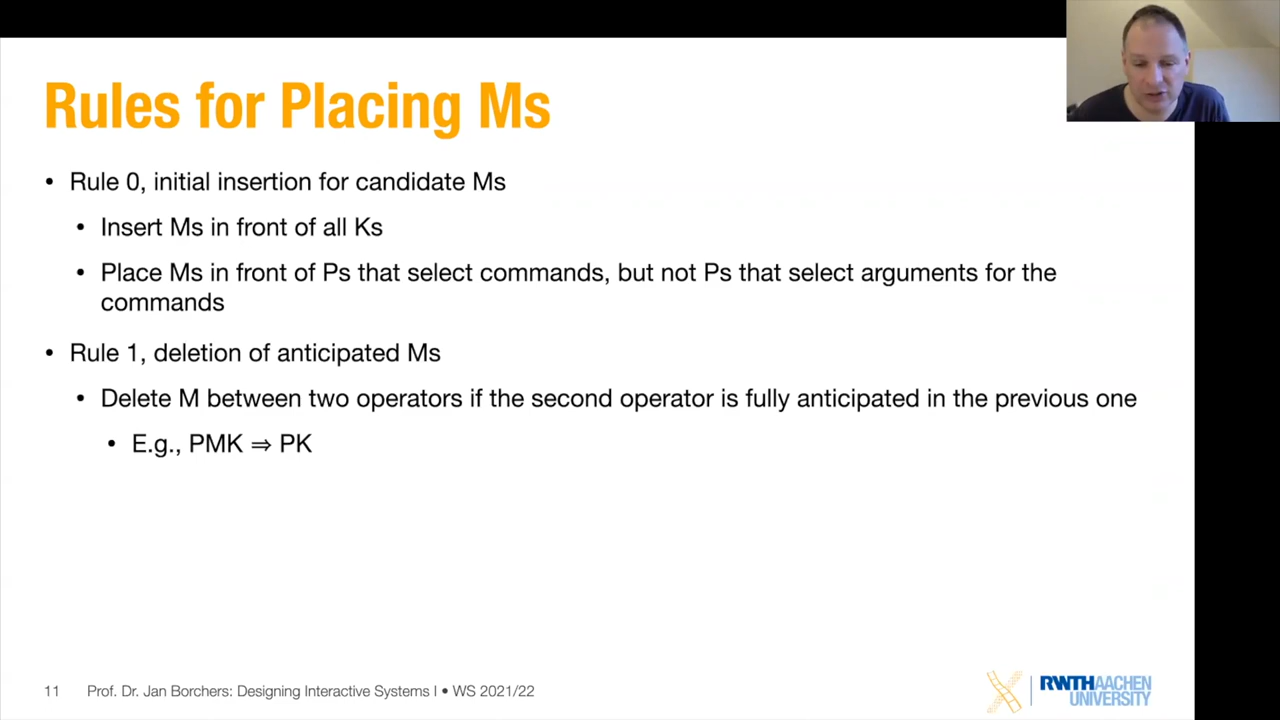 Rules for Placing Ms
• Rule 0, initial insertion for candidate Ms
• Insert Ms in front of all Ks
• Place Ms in front of Ps that select commands, but not Ps that select arguments for the
commands
• Rule 1, deletion of anticipated Ms
• Delete M between two operators if the second operator is fully anticipated in the previous one
• E.g., PMK ⇒ PK
11 Prof. Dr. Jan Borchers: Designing Interactive Systems I • WS 2021/22
RWTHAACHEN
UNIVERSITY